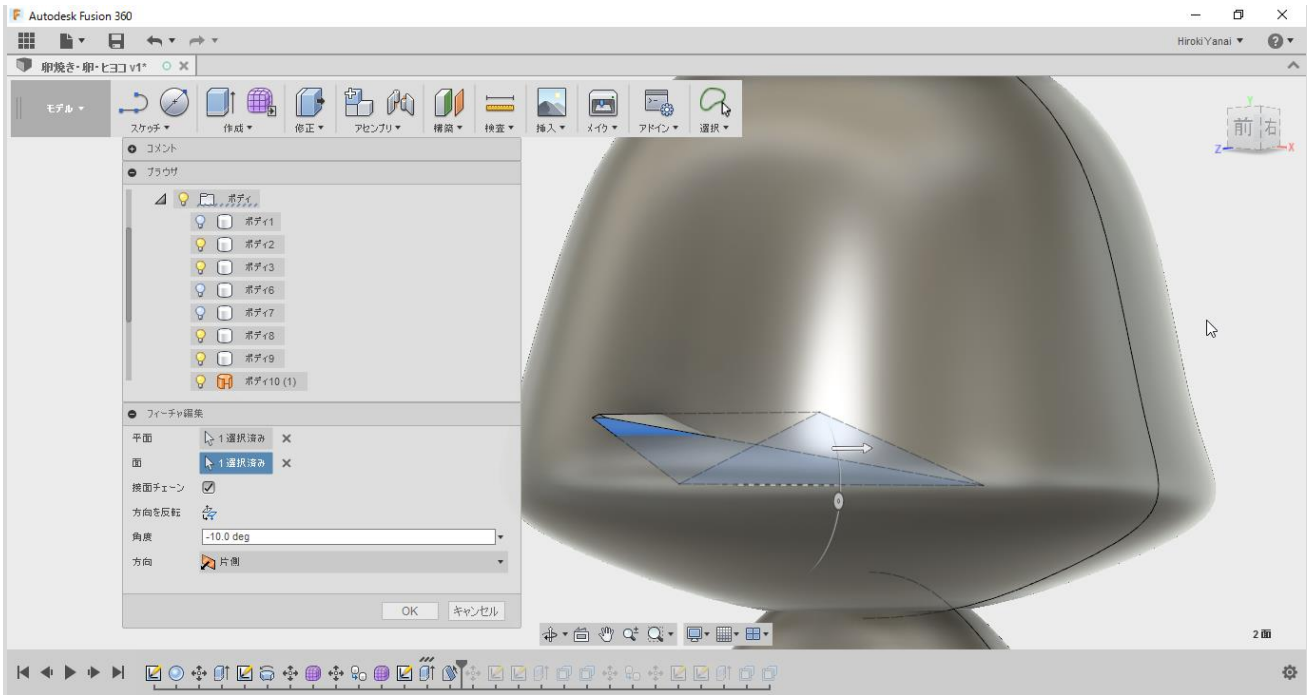 Autodesk Fusion 360
Hiroki Yanai
卵焼き・卵・ヒヨコ v1*
モデル
スケッチ
作成
修正
アセンブリ
構築
検査
挿入
メイク
アドイン
選択
コメント
ブラウザ
ボディ
ボディ1
ボディ2
ボディ3
ボディ6
ボディ7
ボディ8
ボディ9
ボディ10 (1)
フィーチャ編集
平面 1 選択済み
面 1 選択済み
接面チェーン
方向を反転
角度 -10.0 deg
方向 片側
OK キャンセル
Y
前 右
Z X
0
2 面